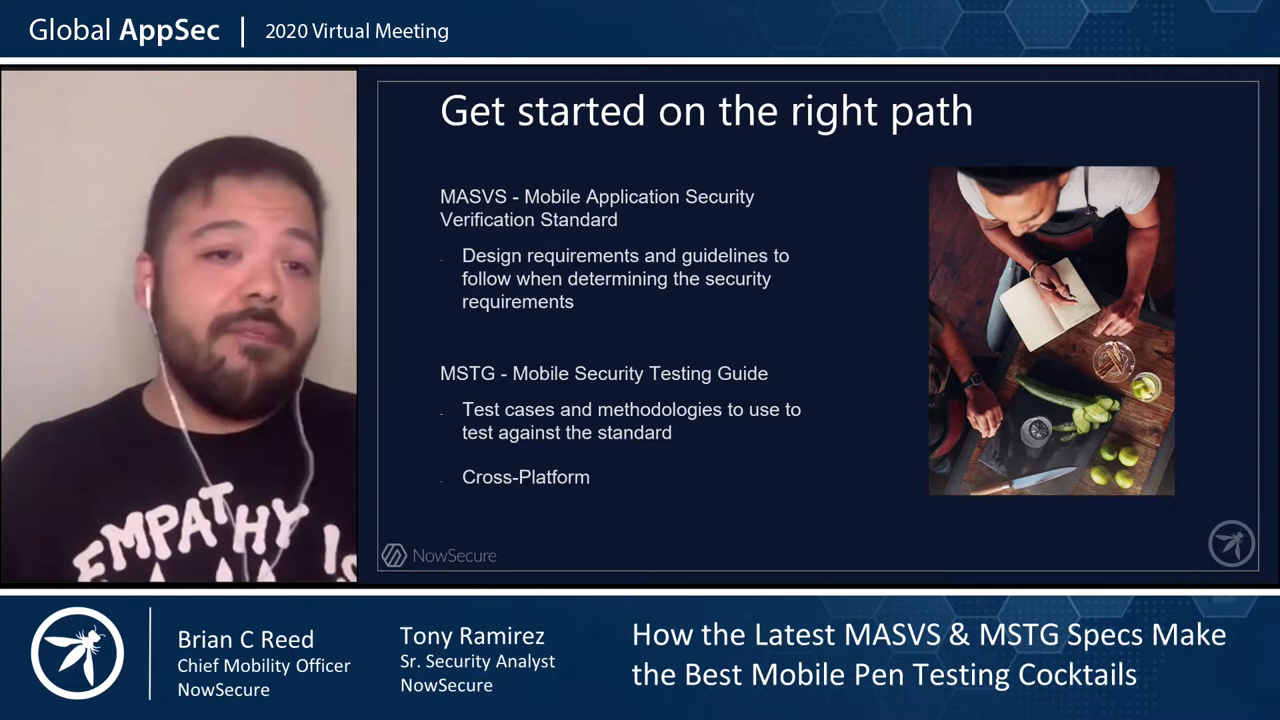 Global AppSec | 2020 Virtual Meeting
Get started on the right path
MASVS - Mobile Application Security
Verification Standard
- Design requirements and guidelines to
follow when determining the security
requirements
MSTG - Mobile Security Testing Guide
- Test cases and methodologies to use to
test against the standard
- Cross-Platform
NowSecure
EMPATHY IS
Brian C Reed
Chief Mobility Officer
NowSecure
Tony Ramirez
Sr. Security Analyst
NowSecure
How the Latest MASVS & MSTG Specs Make
the Best Mobile Pen Testing Cocktails